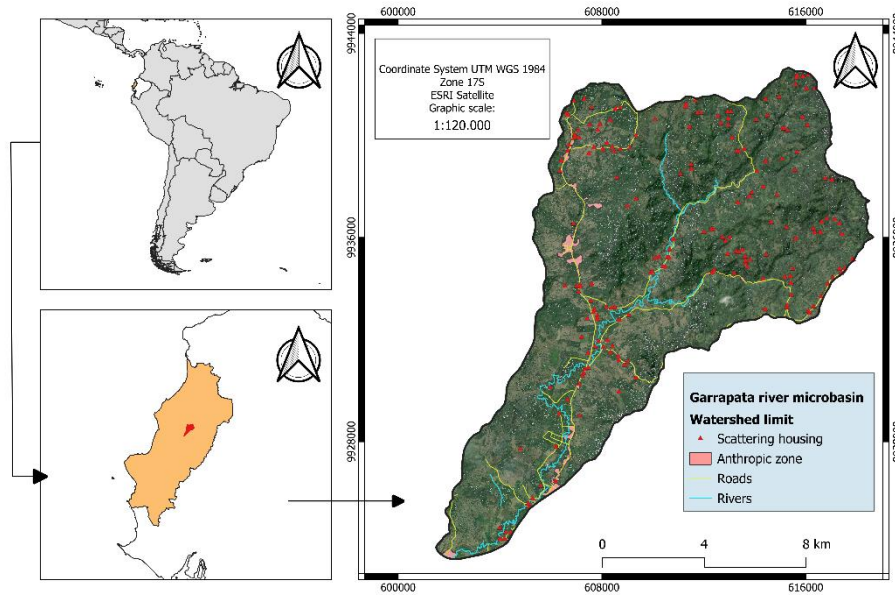 600000
608000
616000
Coordinate System UTM WGS 1984
Zone 17S
ESRI Satellite
Graphic scale:
1:120.000
9944000
9936000
9936000
9928000
Garrapata river microbasin
Watershed limit
Scattering housing
Anthropic zone
Roads
Rivers
0
4
8 km
600000
608000
616000